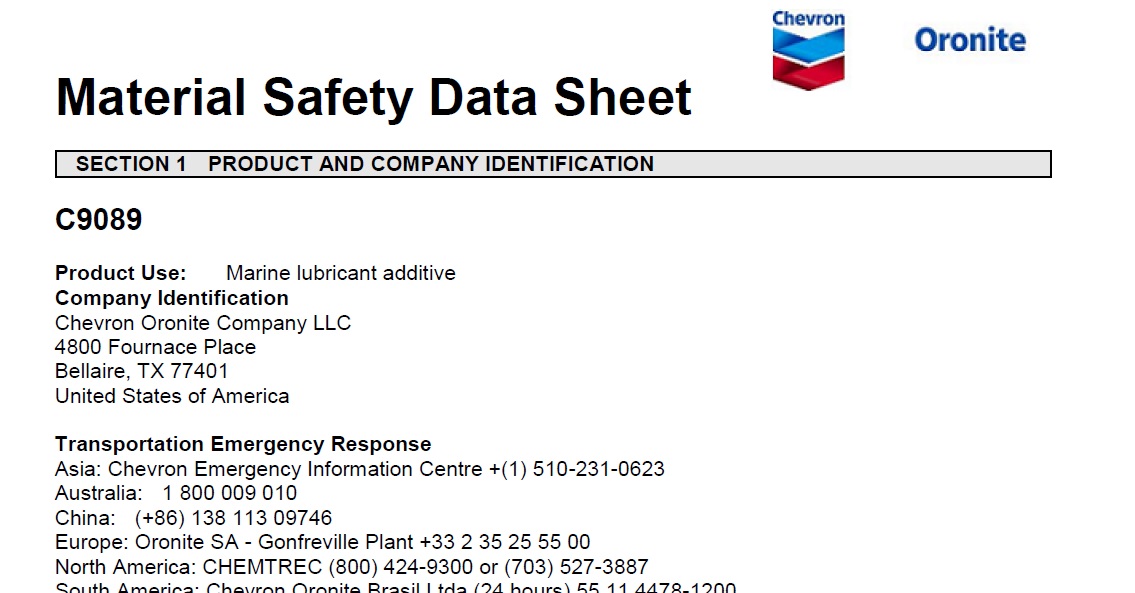 Chevron
Oronite
Material Safety Data Sheet
SECTION 1 PRODUCT AND COMPANY IDENTIFICATION
C9089
Product Use: Marine lubricant additive
Company Identification
Chevron Oronite Company LLC
4800 Fournace Place
Bellaire, TX 77401
United States of America
Transportation Emergency Response
Asia: Chevron Emergency Information Centre +(1) 510-231-0623
Australia: 1 800 009 010
China: (+86) 138 113 09746
Europe: Oronite SA - Gonfreville Plant +33 2 35 25 55 00
North America: CHEMTREC (800) 424-9300 or (703) 527-3887
South America: Chevron Oronite Brasil Ltda (24 hours) 55 11 4478-1200